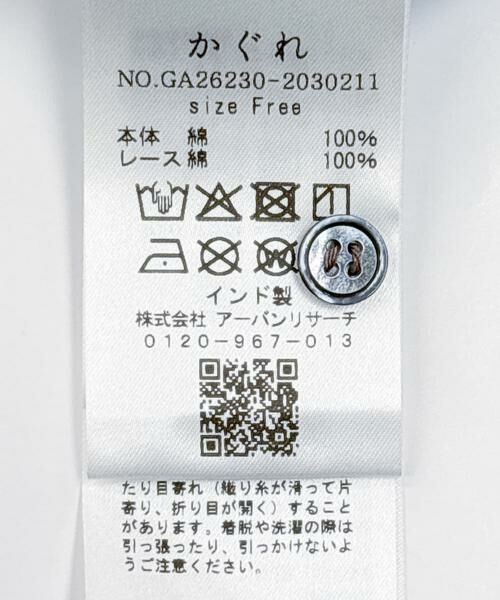 かぐれ
NO.GA26230-2030211
size Free
本体 綿 100%
レース 綿 100%
インド製
株式会社 アーバンリサーチ
0120-967-013
たり目寄れ（織り糸が滑って片
寄り、折り目が開く）すること
があります。着脱や洗濯の際は
引っ張ったり、引っかけないよ
うご注意ください。